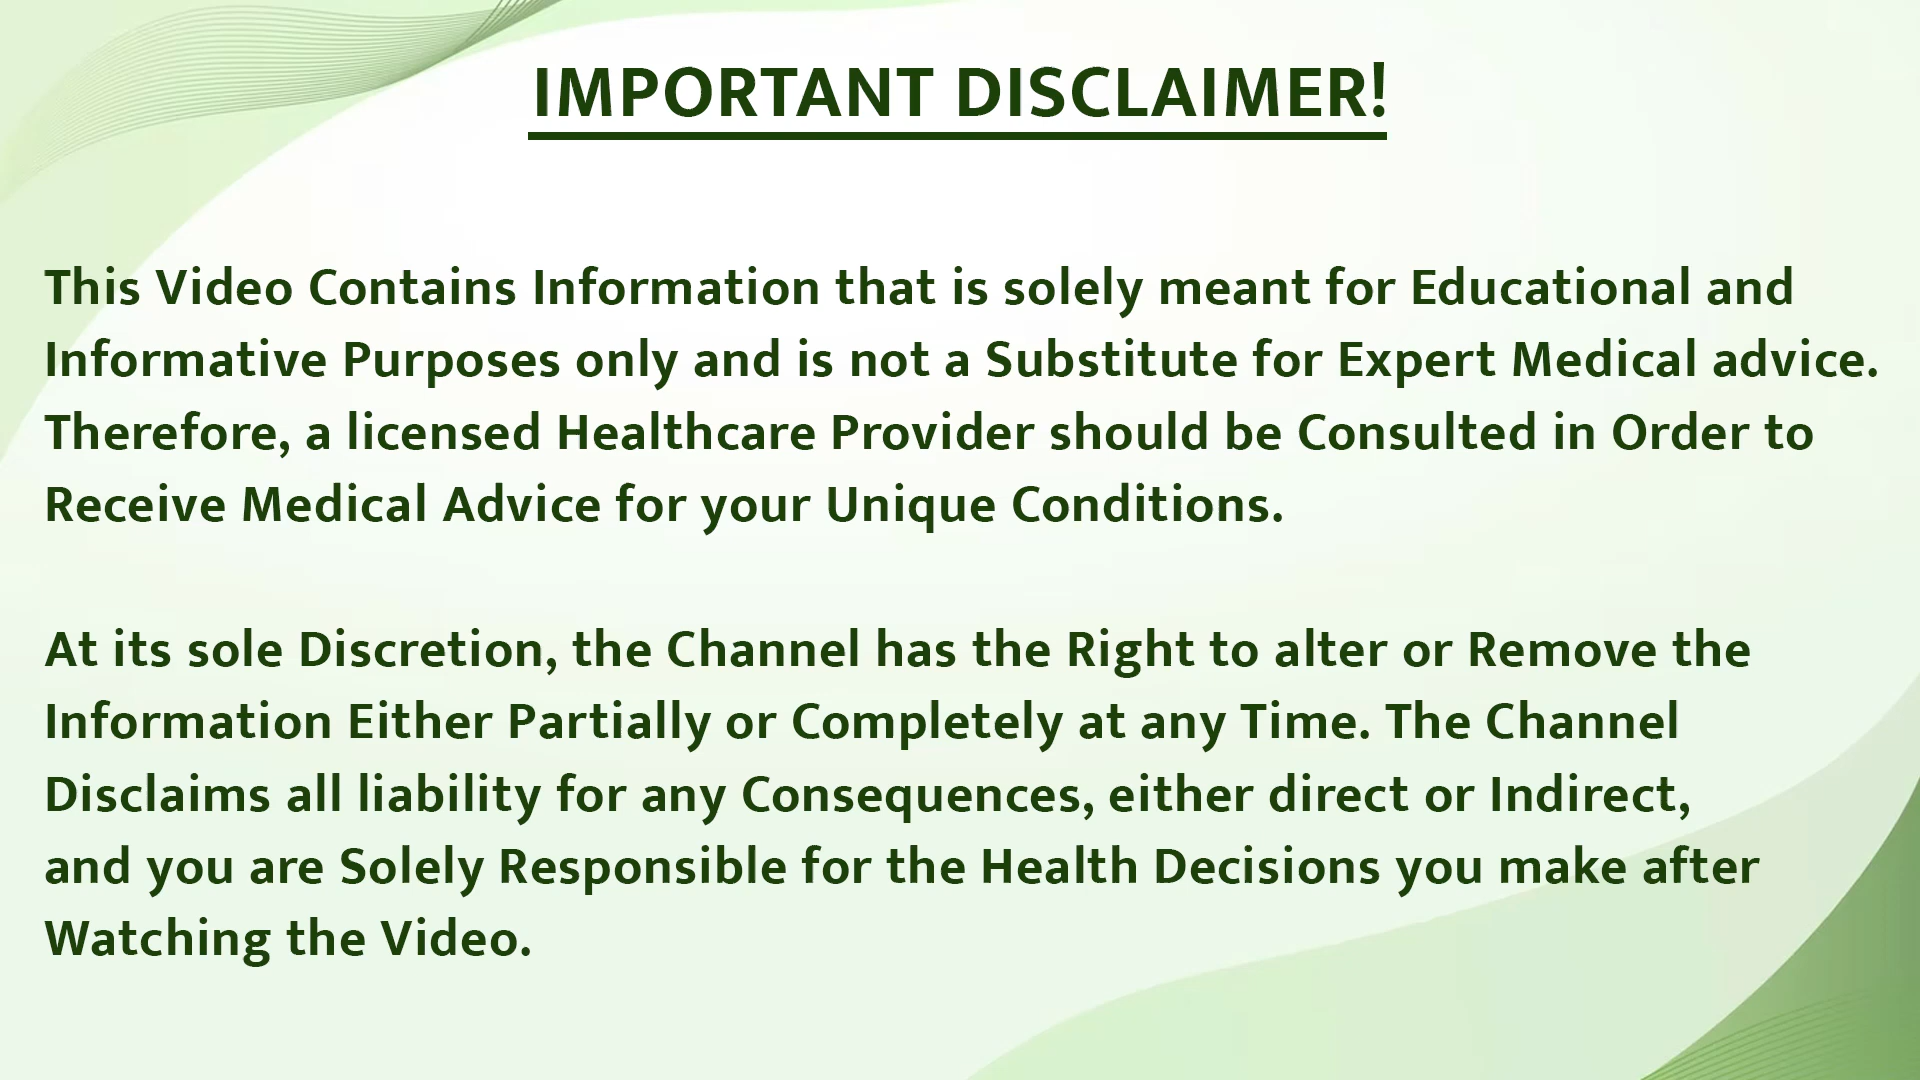 IMPORTANT DISCLAIMER!
This Video Contains Information that is solely meant for Educational and
Informative Purposes only and is not a Substitute for Expert Medical advice.
Therefore, a licensed Healthcare Provider should be Consulted in Order to
Receive Medical Advice for your Unique Conditions.
At its sole Discretion, the Channel has the Right to alter or Remove the
Information Either Partially or Completely at any Time. The Channel
Disclaims all liability for any Consequences, either direct or Indirect,
and you are Solely Responsible for the Health Decisions you make after
Watching the Video.